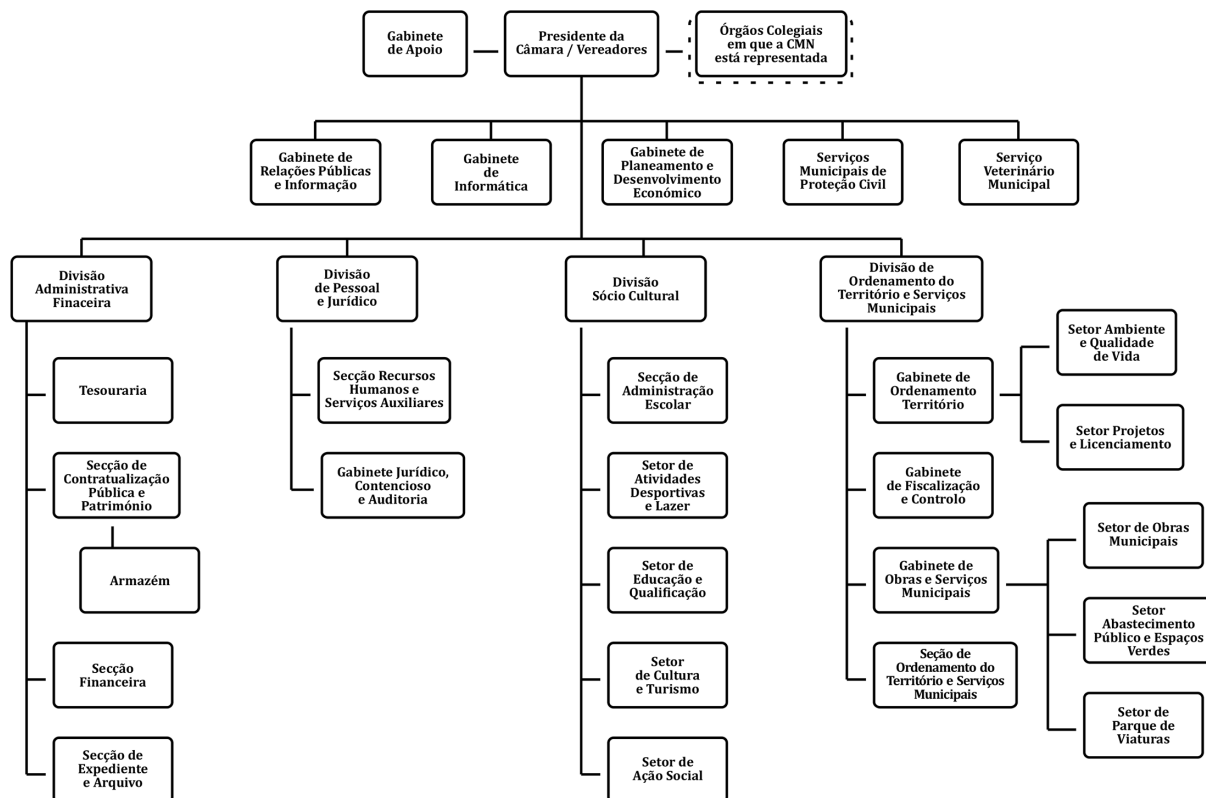 Gabinete
de Apoio
Presidente da
Câmara / Vereadores
Órgãos Colegiais
em que a CMN
está representada
Gabinete de
Relações Públicas
e Informação
Gabinete
de
Informática
Gabinete de
Planeamento e
Desenvolvimento
Económico
Serviços
Municipais de
Proteção Civil
Serviço
Veterinário
Municipal
Divisão
Administrativa
Finaceira
Divisão
de Pessoal
e Jurídico
Divisão
Sócio Cultural
Divisão de
Ordenamento do
Território e Serviços
Municipais
Tesouraria
Secção de
Contratualização
Pública e
Património
Armazém
Secção
Financeira
Secção de
Expediente
e Arquivo
Secção Recursos
Humanos e
Serviços Auxiliares
Gabinete Jurídico,
Contencioso
e Auditoria
Secção de
Administração
Escolar
Setor de
Atividades
Desportivas
e Lazer
Setor de
Educação e
Qualificação
Setor
de Cultura
e Turismo
Setor de
Ação Social
Gabinete de
Ordenamento
Território
Setor Ambiente
e Qualidade
de Vida
Setor Projetos
e Licenciamento
Gabinete
de Fiscalização
e Controlo
Gabinete de
Obras e Serviços
Municipais
Setor de Obras
Municipais
Setor
Abastecimento
Público e Espaços
Verdes
Setor de
Parque de
Viaturas
Seção de
Ordenamento do
Território e Serviços
Municipais